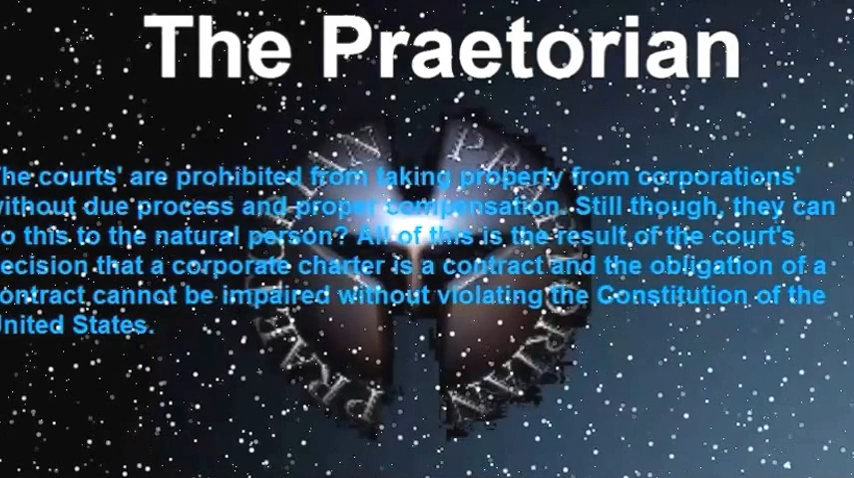 The Praetorian
he courts' are prohibited from taking property from corporations'
without due process and proper compensation. Still though, they can
o this to the natural person? All of this is the result of the court's
ecision that a corporate charter is a contract and the obligation of a
ontract cannot be impaired without violating the Constitution of the
United States.
PRAETORIAN PRAETORIAN